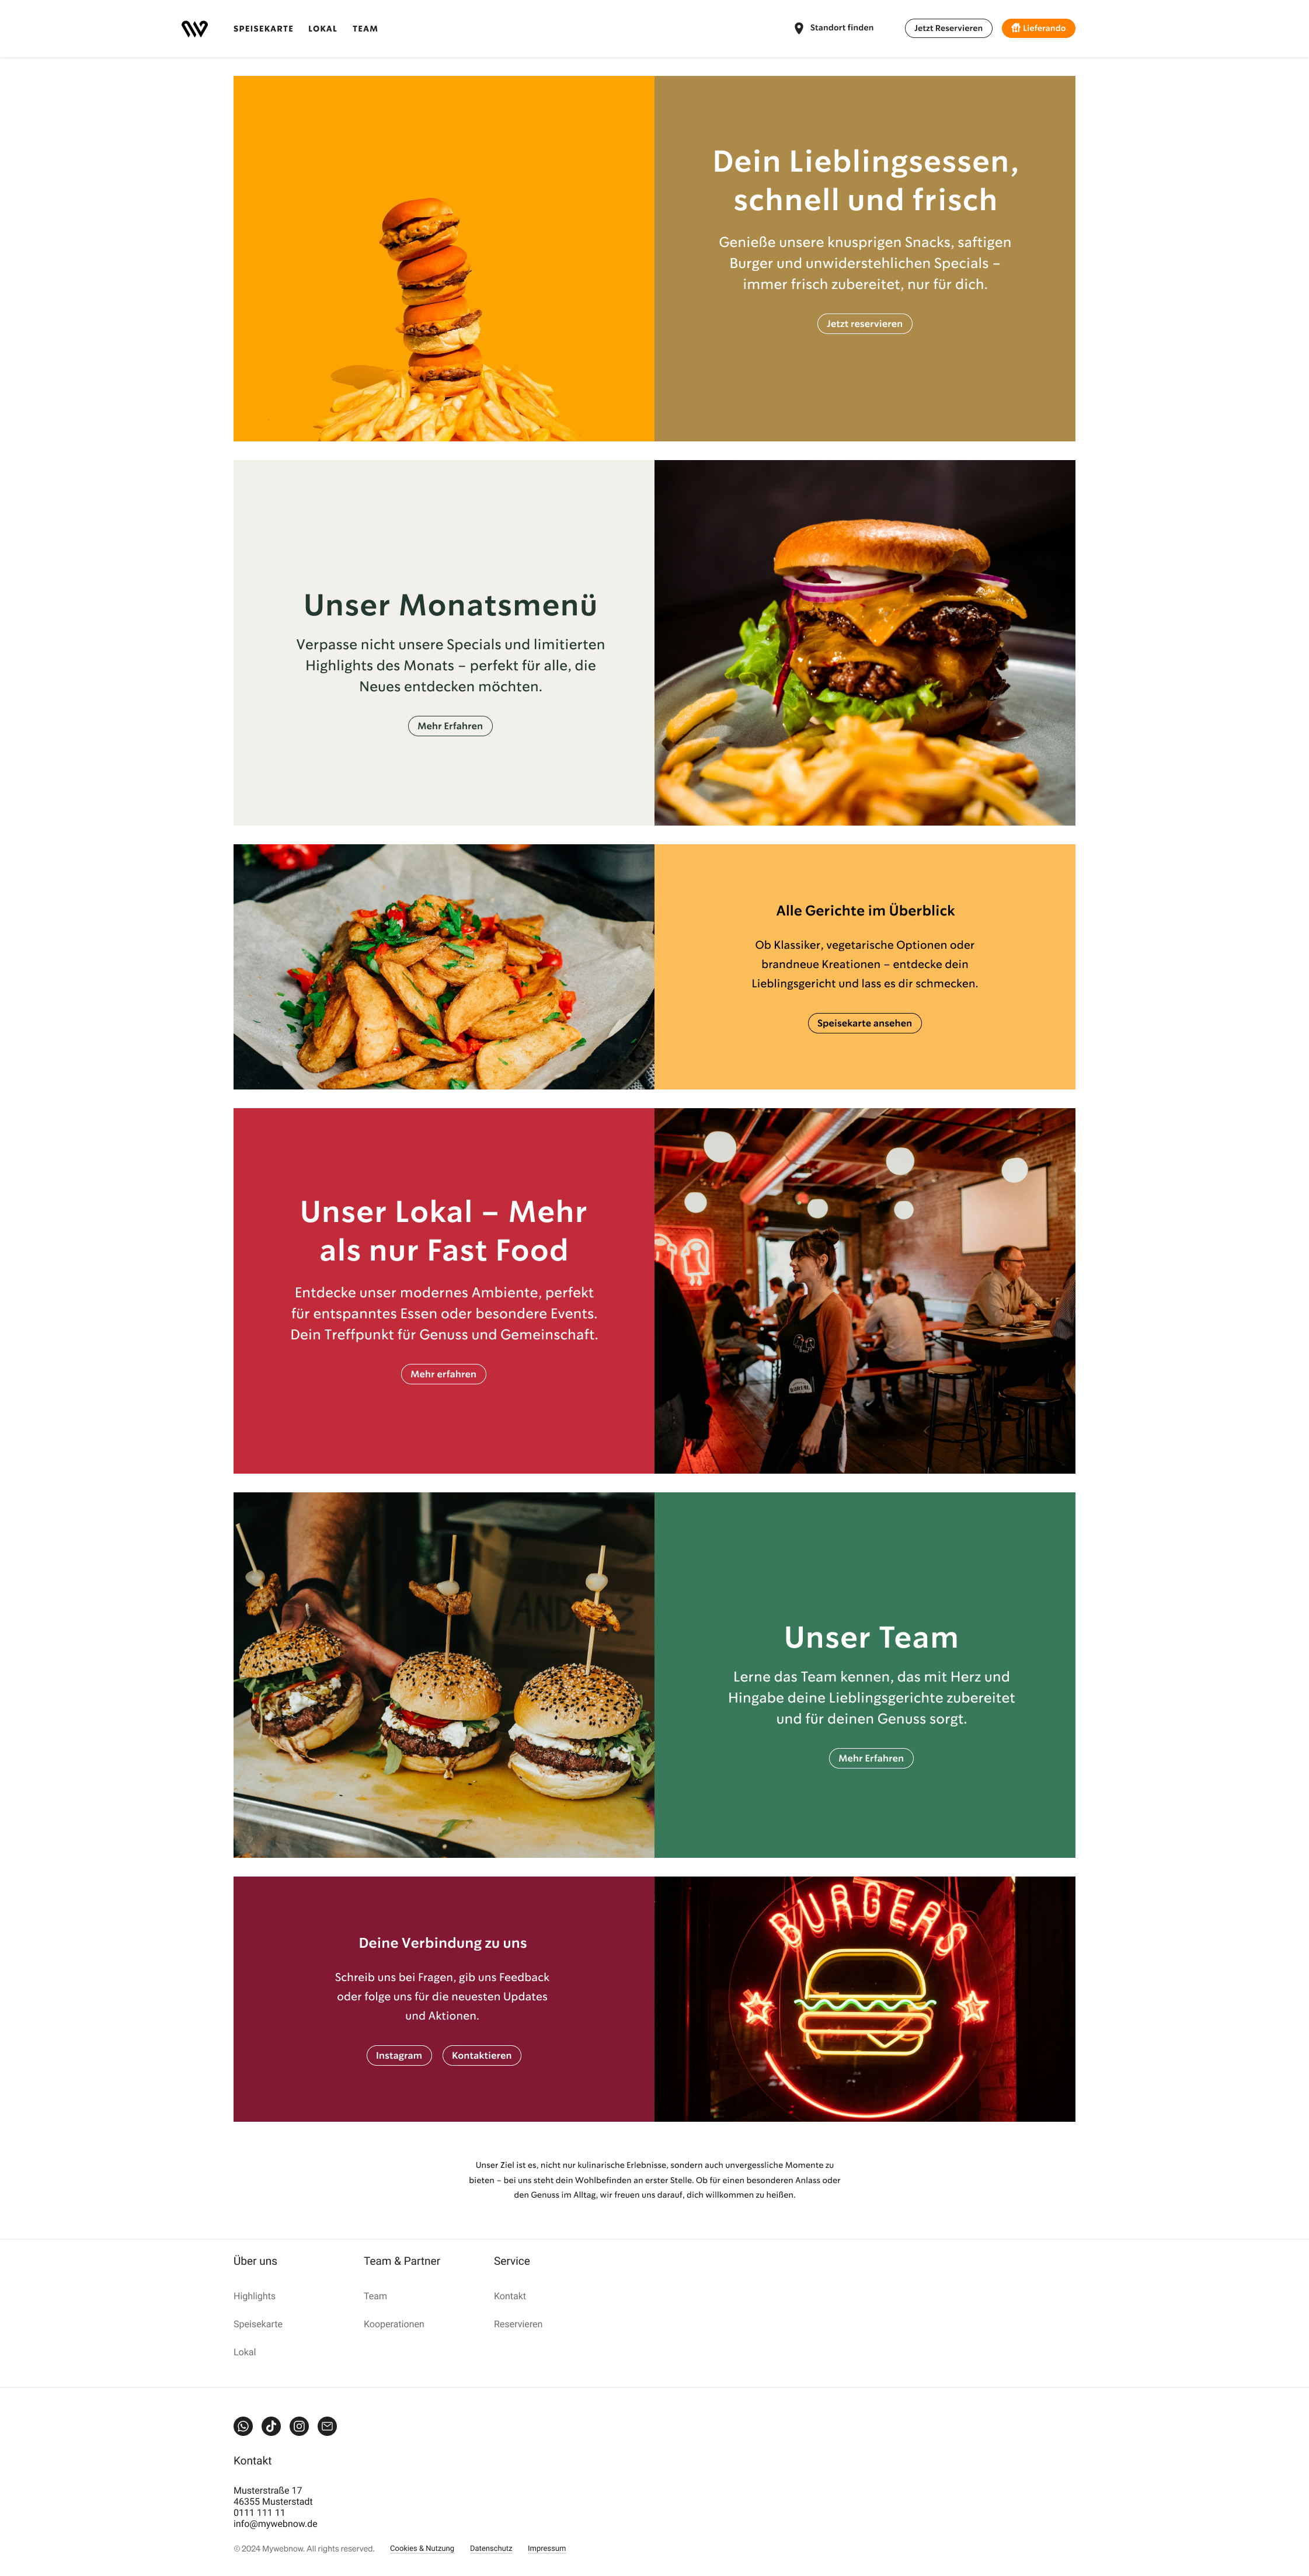 SPEISEKARTE LOKAL TEAM Standort finden Jetzt Reservieren Lieferando
Dein Lieblingsessen,
schnell und frisch
Genieße unsere knusprigen Snacks, saftigen
Burger und unwiderstehlichen Specials –
immer frisch zubereitet, nur für dich.
Jetzt reservieren
Unser Monatsmenü
Verpasse nicht unsere Specials und limitierten
Highlights des Monats – perfekt für alle, die
Neues entdecken möchten.
Mehr Erfahren
Alle Gerichte im Überblick
Ob Klassiker, vegetarische Optionen oder
brandneue Kreationen – entdecke dein
Lieblingsgericht und lass es dir schmecken.
Speisekarte ansehen
Unser Lokal – Mehr
als nur Fast Food
Entdecke unser modernes Ambiente, perfekt
für entspanntes Essen oder besondere Events.
Dein Treffpunkt für Genuss und Gemeinschaft.
Mehr erfahren
Unser Team
Lerne das Team kennen, das mit Herz und
Hingabe deine Lieblingsgerichte zubereitet
und für deinen Genuss sorgt.
Mehr Erfahren
Deine Verbindung zu uns
Schreib uns bei Fragen, gib uns Feedback
oder folge uns für die neuesten Updates
und Aktionen.
Instagram Kontaktieren
BURGERS
Unser Ziel ist es, nicht nur kulinarische Erlebnisse, sondern auch unvergessliche Momente zu
bieten – bei uns steht dein Wohlbefinden an erster Stelle. Ob für einen besonderen Anlass oder
den Genuss im Alltag, wir freuen uns darauf, dich willkommen zu heißen.
Über uns
Highlights
Speisekarte
Lokal
Team & Partner
Team
Kooperationen
Service
Kontakt
Reservieren
Kontakt
Musterstraße 17
46355 Musterstadt
0111 111 11
info@mywebnow.de
© 2024 Mywebnow. All rights reserved. Cookies & Nutzung Datenschutz Impressum